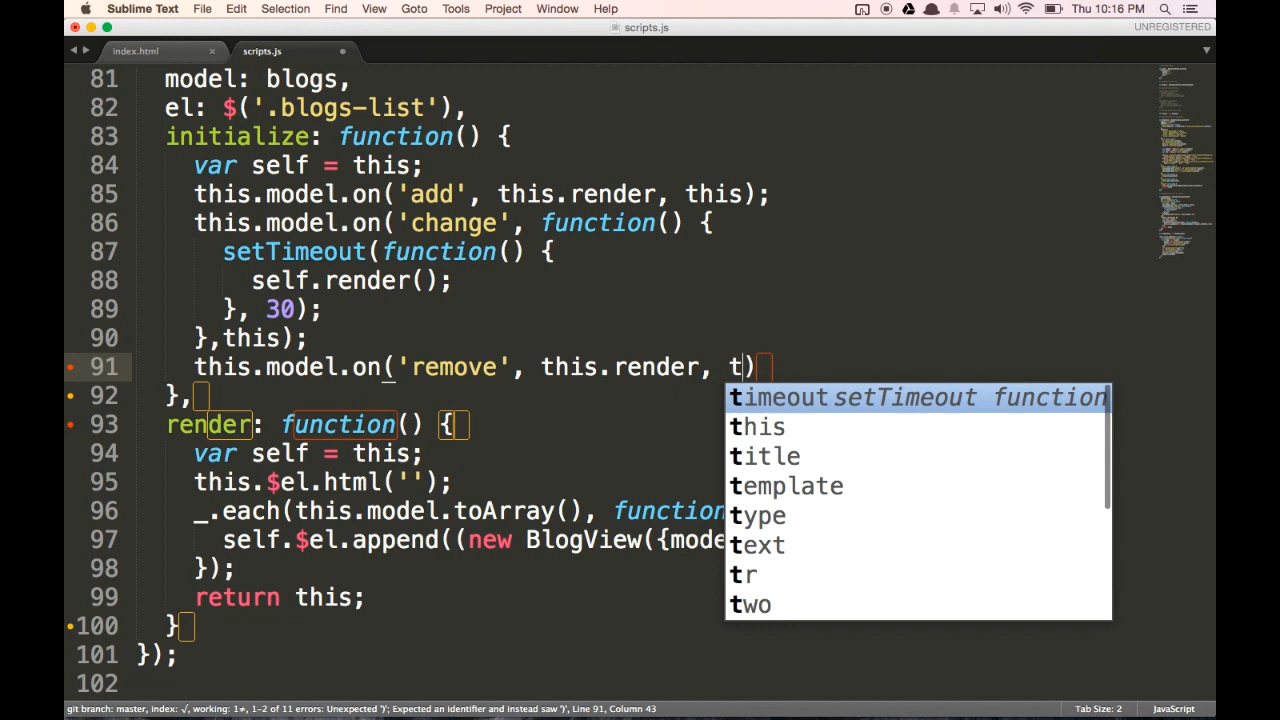 Sublime Text File Edit Selection Find View Goto Tools Project Window Help Thu 10:16 PM
scripts.js UNREGISTERED
index.html × scripts.js
81 model: blogs,
82 el: $('.blogs-list'),
83 initialize: function() {
84 var self = this;
85 this.model.on('add', this.render, this);
86 this.model.on('change', function() {
87 setTimeout(function() {
88 self.render();
89 }, 30);
90 },this);
91 this.model.on('remove', this.render, t)
92 },
timeout setTimeout function
93 render: function() {
this
94 var self = this;
title
95 this.$el.html('');
template
96 _.each(this.model.toArray(), function
type
97 self.$el.append((new BlogView({mode
text
98 });
tr
99 return this;
two
100 }
101 });
102
git branch: master, index: √, working: 1≠, 1-2 of 11 errors: Unexpected ')'; Expected an identifier and instead saw ')', Line 91, Column 43 Tab Size: 2 JavaScript